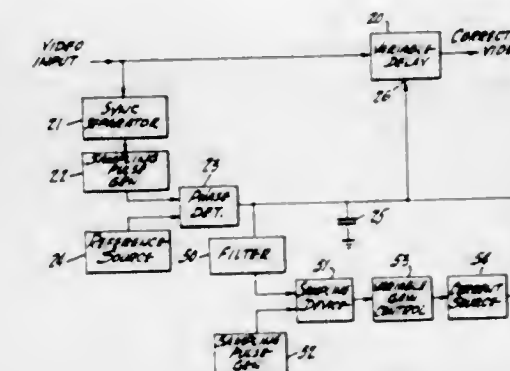 20
VIDEO
INPUT
VARIABLE
DELAY
CORRECT
VIDE
26
21
SYNC
SEPARATOR
22
SAMPLING
PULSE
GEN
23
PHASE
DET.
24
REFERENCE
SOURCE
25
50
FILTER
51
SAMPLING
DEVICE
53
VARIABLE
GAIN
CONTROL
54
CURRENT
SOURCE
SAMPLING
PULSE
GEN
52